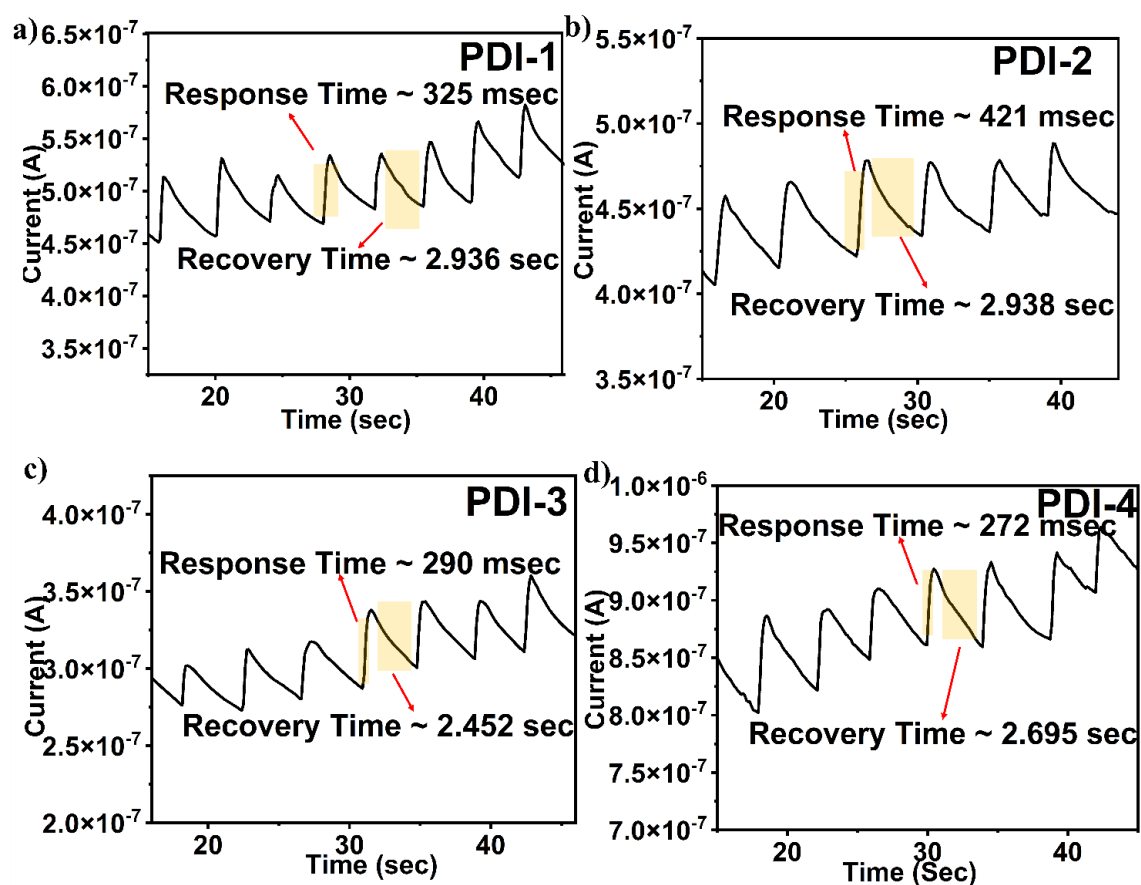 a)
PDI-1
6.5×10⁻⁷
6.0×10⁻⁷
5.5×10⁻⁷
5.0×10⁻⁷
4.5×10⁻⁷
4.0×10⁻⁷
3.5×10⁻⁷
Current (A)
Response Time ~ 325 msec
Recovery Time ~ 2.936 sec
20 30 40
Time (sec)
b)
PDI-2
5.5×10⁻⁷
5.0×10⁻⁷
4.5×10⁻⁷
4.0×10⁻⁷
3.5×10⁻⁷
Current (A)
Response Time ~ 421 msec
Recovery Time ~ 2.938 sec
20 30 40
Time (sec)
c)
PDI-3
4.0×10⁻⁷
3.5×10⁻⁷
3.0×10⁻⁷
2.5×10⁻⁷
2.0×10⁻⁷
Current (A)
Response Time ~ 290 msec
Recovery Time ~ 2.452 sec
20 30 40
Time (sec)
d)
PDI-4
1.0×10⁻⁶
9.5×10⁻⁷
9.0×10⁻⁷
8.5×10⁻⁷
8.0×10⁻⁷
7.5×10⁻⁷
7.0×10⁻⁷
Current (A)
Response Time ~ 272 msec
Recovery Time ~ 2.695 sec
20 30 40
Time (Sec)